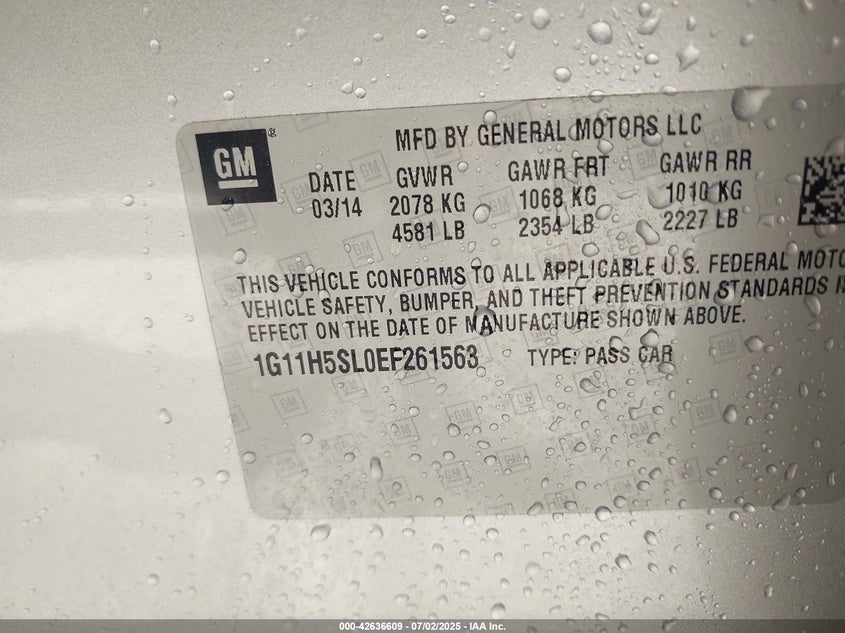 GM ®
MFD BY GENERAL MOTORS LLC
DATE GVWR GAWR FRT GAWR RR
03/14 2078 KG 1068 KG 1010 KG
4581 LB 2354 LB 2227 LB
THIS VEHICLE CONFORMS TO ALL APPLICABLE U.S. FEDERAL MOTO
VEHICLE SAFETY, BUMPER, AND THEFT PREVENTION STANDARDS I
EFFECT ON THE DATE OF MANUFACTURE SHOWN ABOVE.
1G11H5SL0EF261563 TYPE: PASS CAR
000-42636609 - 07/02/2025 - IAA Inc.